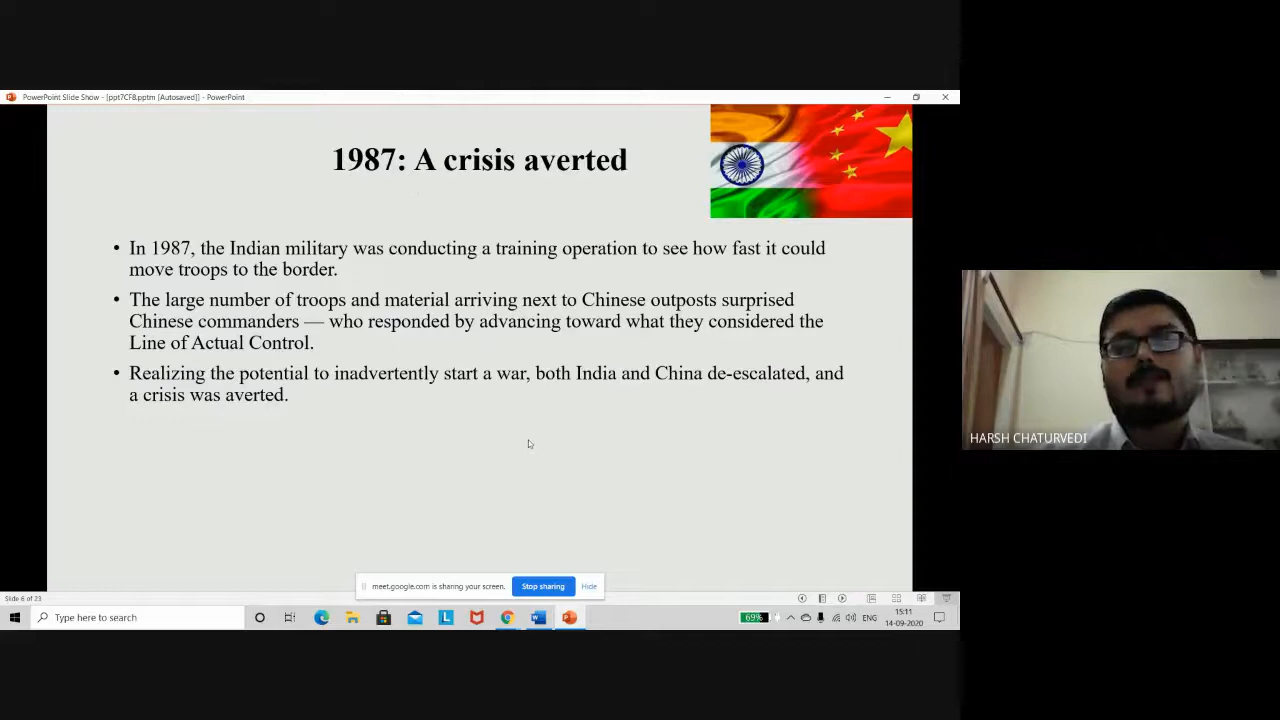 PowerPoint Slide Show - [ppt7CF8.pptm [Autosaved]] - PowerPoint
1987: A crisis averted
• In 1987, the Indian military was conducting a training operation to see how fast it could
move troops to the border.
• The large number of troops and material arriving next to Chinese outposts surprised
Chinese commanders — who responded by advancing toward what they considered the
Line of Actual Control.
• Realizing the potential to inadvertently start a war, both India and China de-escalated, and
a crisis was averted.
HARSH CHATURVEDI
meet.google.com is sharing your screen.
Stop sharing
Hide
Slide 6 of 23
Type here to search
69%
ENG
15:11
14-09-2020